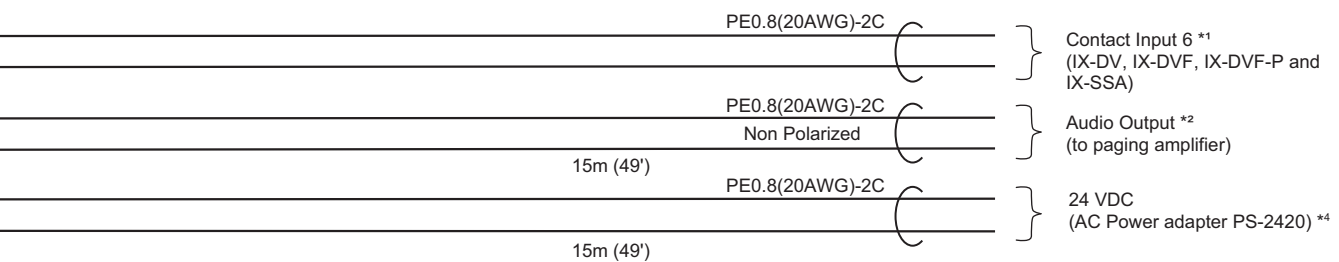 PE0.8(20AWG)-2C
Contact Input 6 *¹
(IX-DV, IX-DVF, IX-DVF-P and
IX-SSA)
PE0.8(20AWG)-2C
Non Polarized
Audio Output *²
(to paging amplifier)
15m (49')
PE0.8(20AWG)-2C
24 VDC
(AC Power adapter PS-2420) *⁴
15m (49')